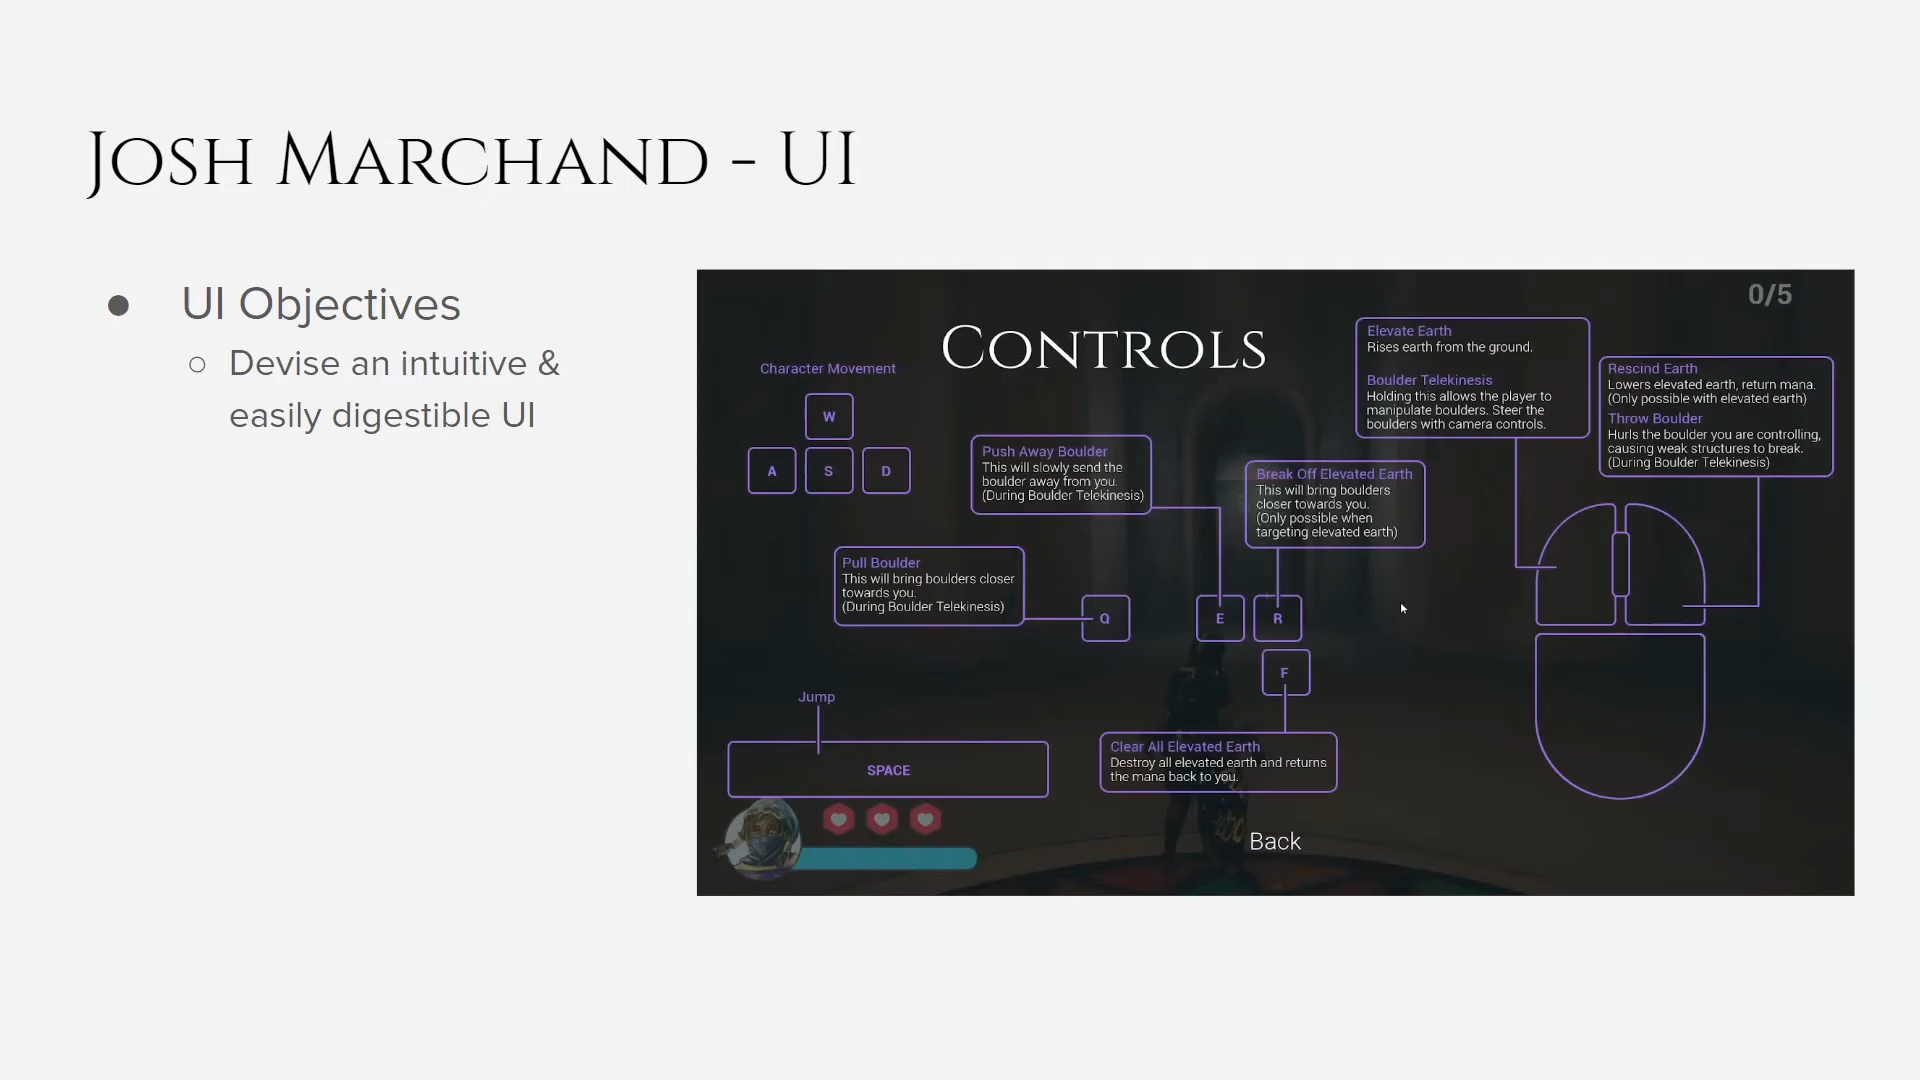 Josh Marchand - UI
● UI Objectives
○ Devise an intuitive &
easily digestible UI
0/5
Controls
Character Movement
W
A S D
Push Away Boulder
This will slowly send the
boulder away from you.
(During Boulder Telekinesis)
Break Off Elevated Earth
This will bring boulders
closer towards you.
(Only possible when
targeting elevated earth)
Elevate Earth
Rises earth from the ground.
Boulder Telekinesis
Holding this allows the player to
manipulate boulders. Steer the
boulders with camera controls.
Rescind Earth
Lowers elevated earth, return mana.
(Only possible with elevated earth)
Throw Boulder
Hurls the boulder you are controlling,
causing weak structures to break.
(During Boulder Telekinesis)
Pull Boulder
This will bring boulders closer
towards you.
(During Boulder Telekinesis)
Q E R
F
Jump
SPACE
Clear All Elevated Earth
Destroy all elevated earth and returns
the mana back to you.
Back